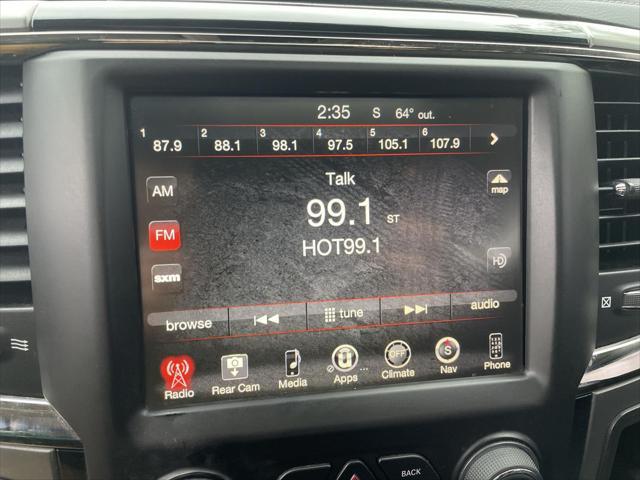 2:35 S 64° out.
1 2 3 4 5 6
87.9 88.1 98.1 97.5 105.1 107.9
AM
Talk
map
FM
99.1 ST
HOT99.1
HD
sxm
browse tune audio
Radio Rear Cam Media Apps Climate Nav Phone
OFF
S
BACK